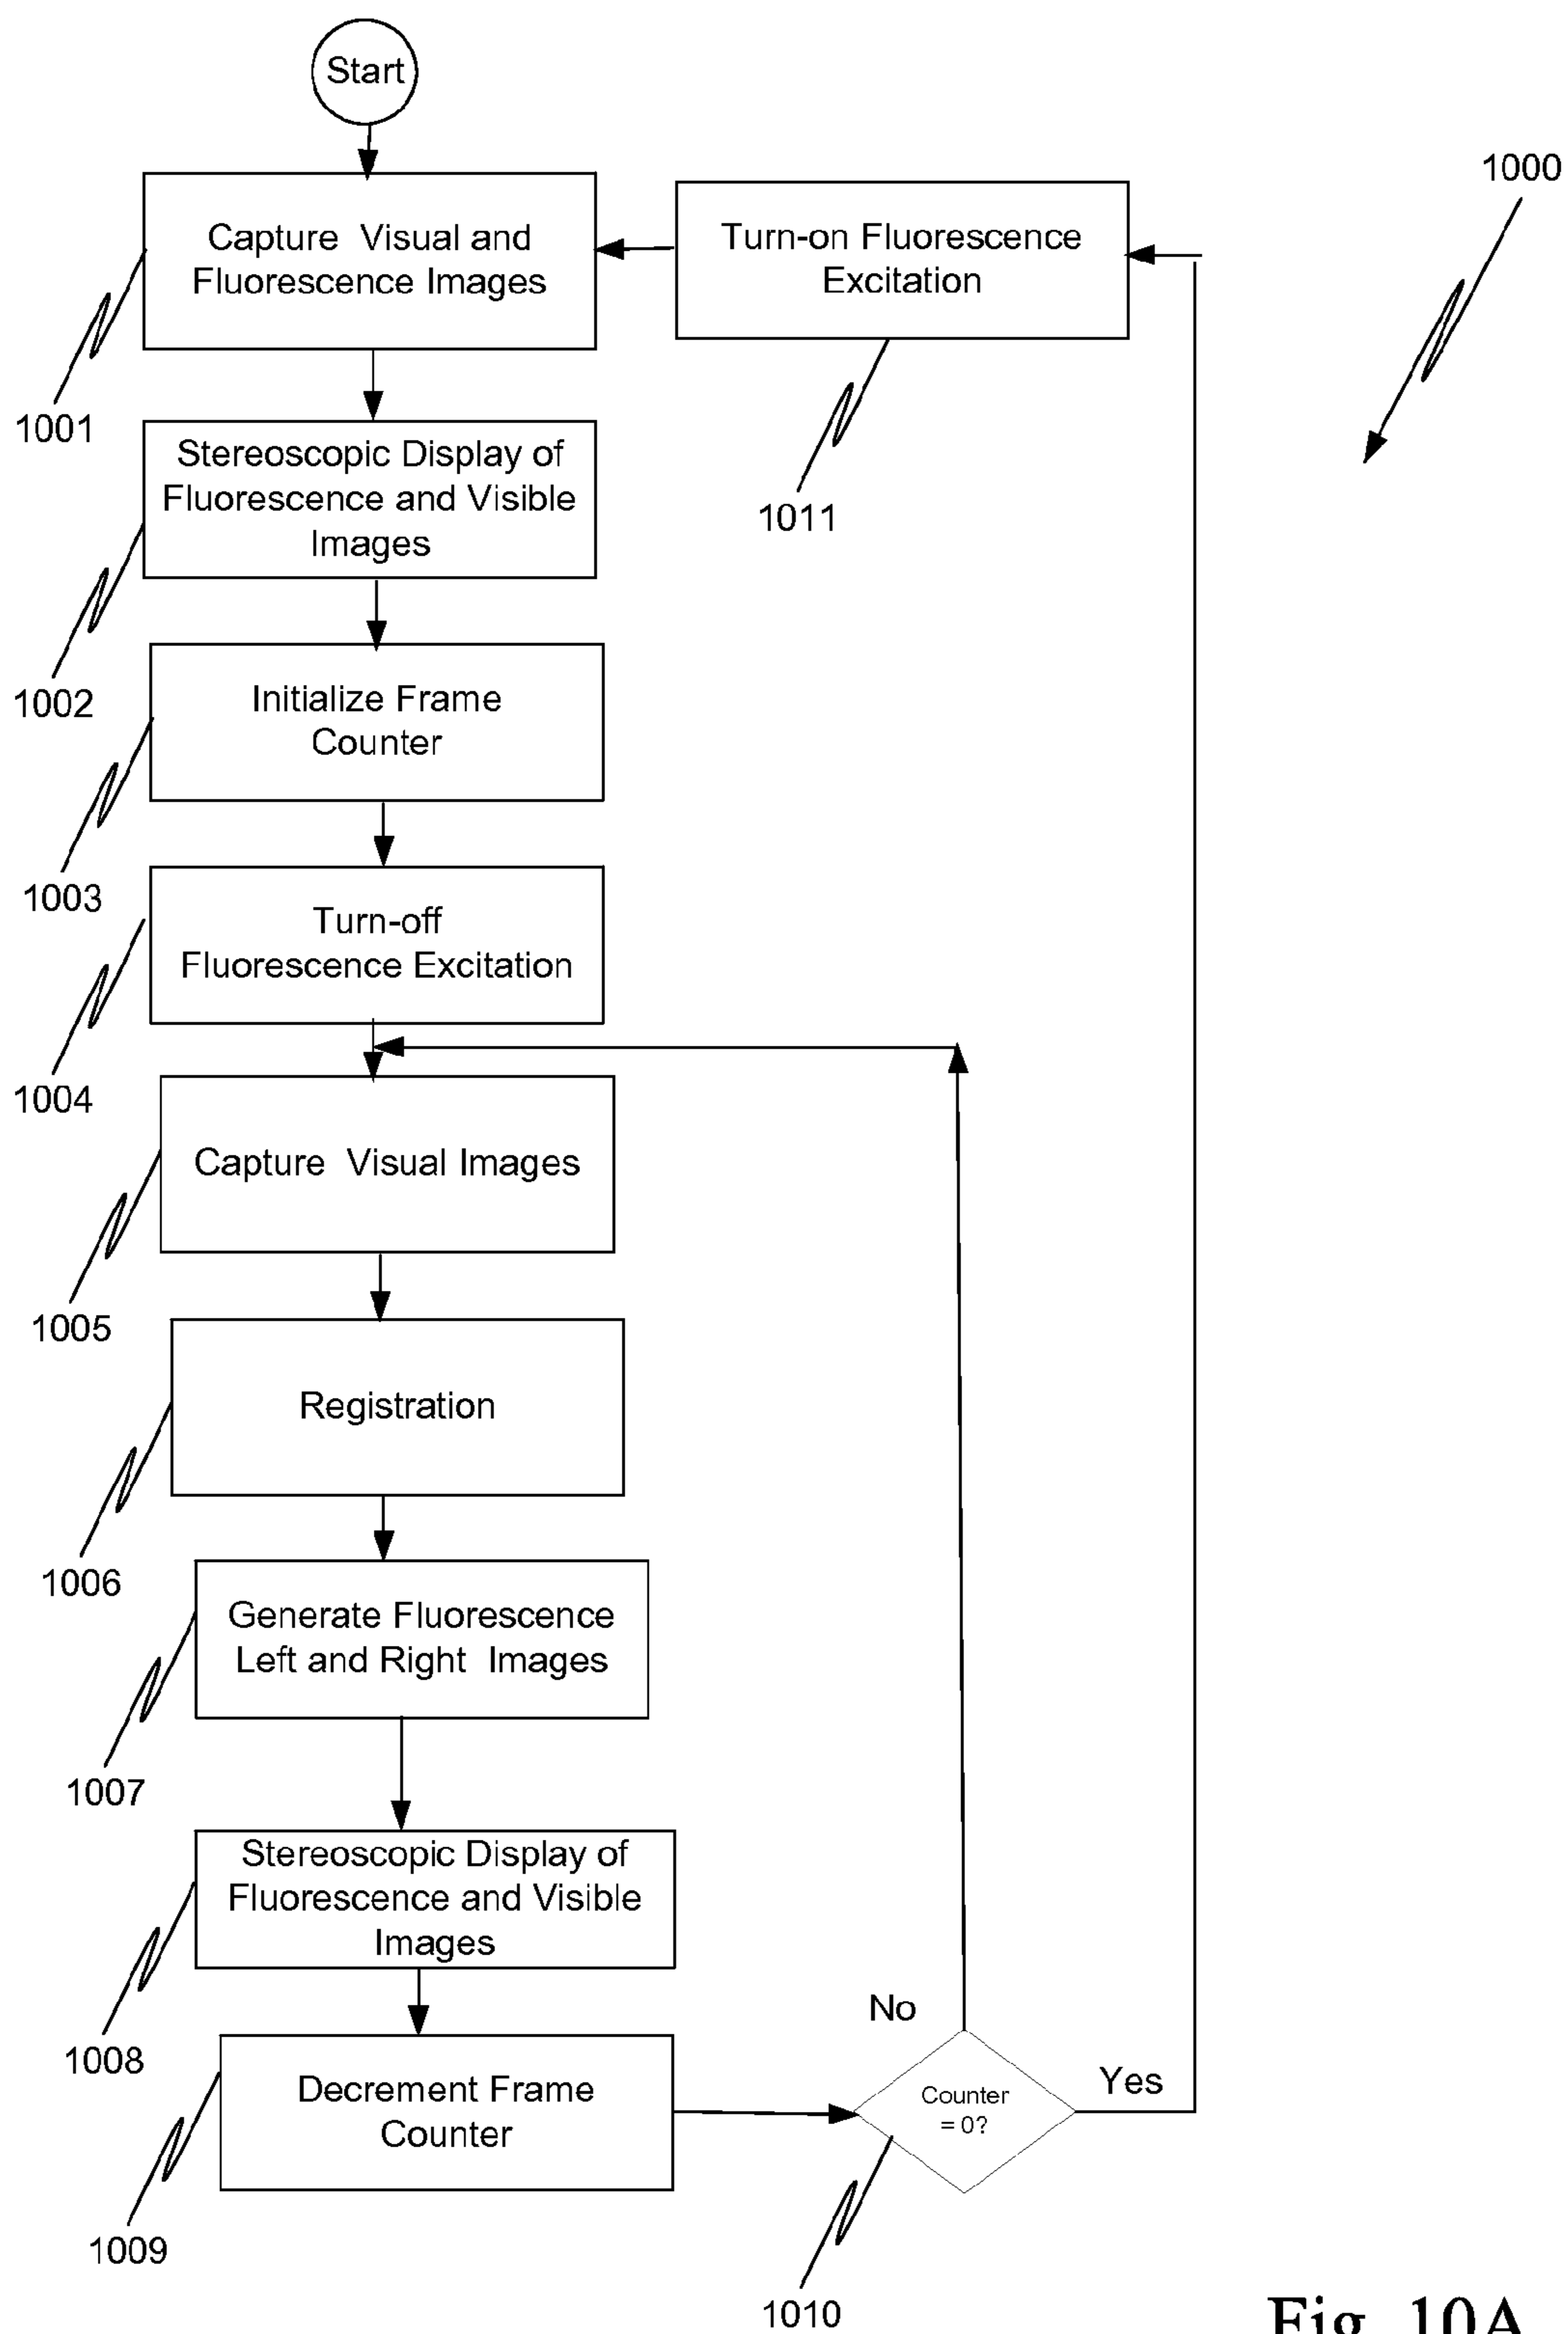 Start
1000
Capture Visual and
Fluorescence Images
Turn-on Fluorescence
Excitation
1001
1011
Stereoscopic Display of
Fluorescence and Visible
Images
1002
Initialize Frame
Counter
1003
Turn-off
Fluorescence Excitation
1004
Capture Visual Images
1005
Registration
1006
Generate Fluorescence
Left and Right Images
1007
Stereoscopic Display of
Fluorescence and Visible
Images
1008
No
Yes
Decrement Frame
Counter
Counter
= 0?
1009
1010
Fig. 10A